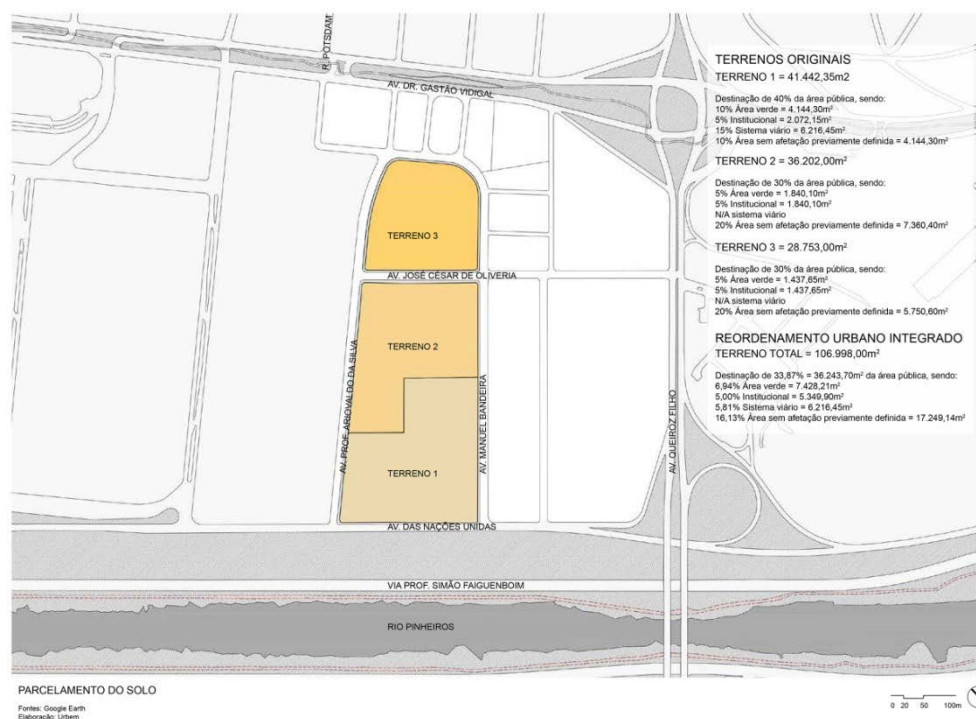 R. POTSDAM.
AV. DR. GASTÃO VIDIGAL
TERRENO 3
AV. JOSÉ CÉSAR DE OLIVERIA
TERRENO 2
AV. PROF. ARIOVALDO DA SILVA
AV. MANUEL BANDEIRA
AV. QUEIRÓZ FILHO
TERRENO 1
AV. DAS NAÇÕES UNIDAS
VIA PROF. SIMÃO FAIGUENBOIM
RIO PINHEIROS
TERRENOS ORIGINAIS
TERRENO 1 = 41.442,35m2
Destinação de 40% da área pública, sendo:
10% Área verde = 4.144,30m²
5% Institucional = 2.072,15m²
15% Sistema viário = 6.216,45m²
10% Área sem afetação previamente definida = 4.144,30m²
TERRENO 2 = 36.202,00m²
Destinação de 30% da área pública, sendo:
5% Área verde = 1.840,10m²
5% Institucional = 1.840,10m²
N/A sistema viário
20% Área sem afetação previamente definida = 7.360,40m²
TERRENO 3 = 28.753,00m²
Destinação de 30% da área pública, sendo:
5% Área verde = 1.437,65m²
5% Institucional = 1.437,65m²
N/A sistema viário
20% Área sem afetação previamente definida = 5.750,60m²
REORDENAMENTO URBANO INTEGRADO
TERRENO TOTAL = 106.998,00m²
Destinação de 33,87% = 36.243,70m² da área pública, sendo:
6,94% Área verde = 7.428,21m²
5,00% Institucional = 5.349,90m²
5,81% Sistema viário = 6.216,45m²
16,13% Área sem afetação previamente definida = 17.249,14m²
PARCELAMENTO DO SOLO
Fontes: Google Earth
Elaboração: Urbem
0 20 50 100m